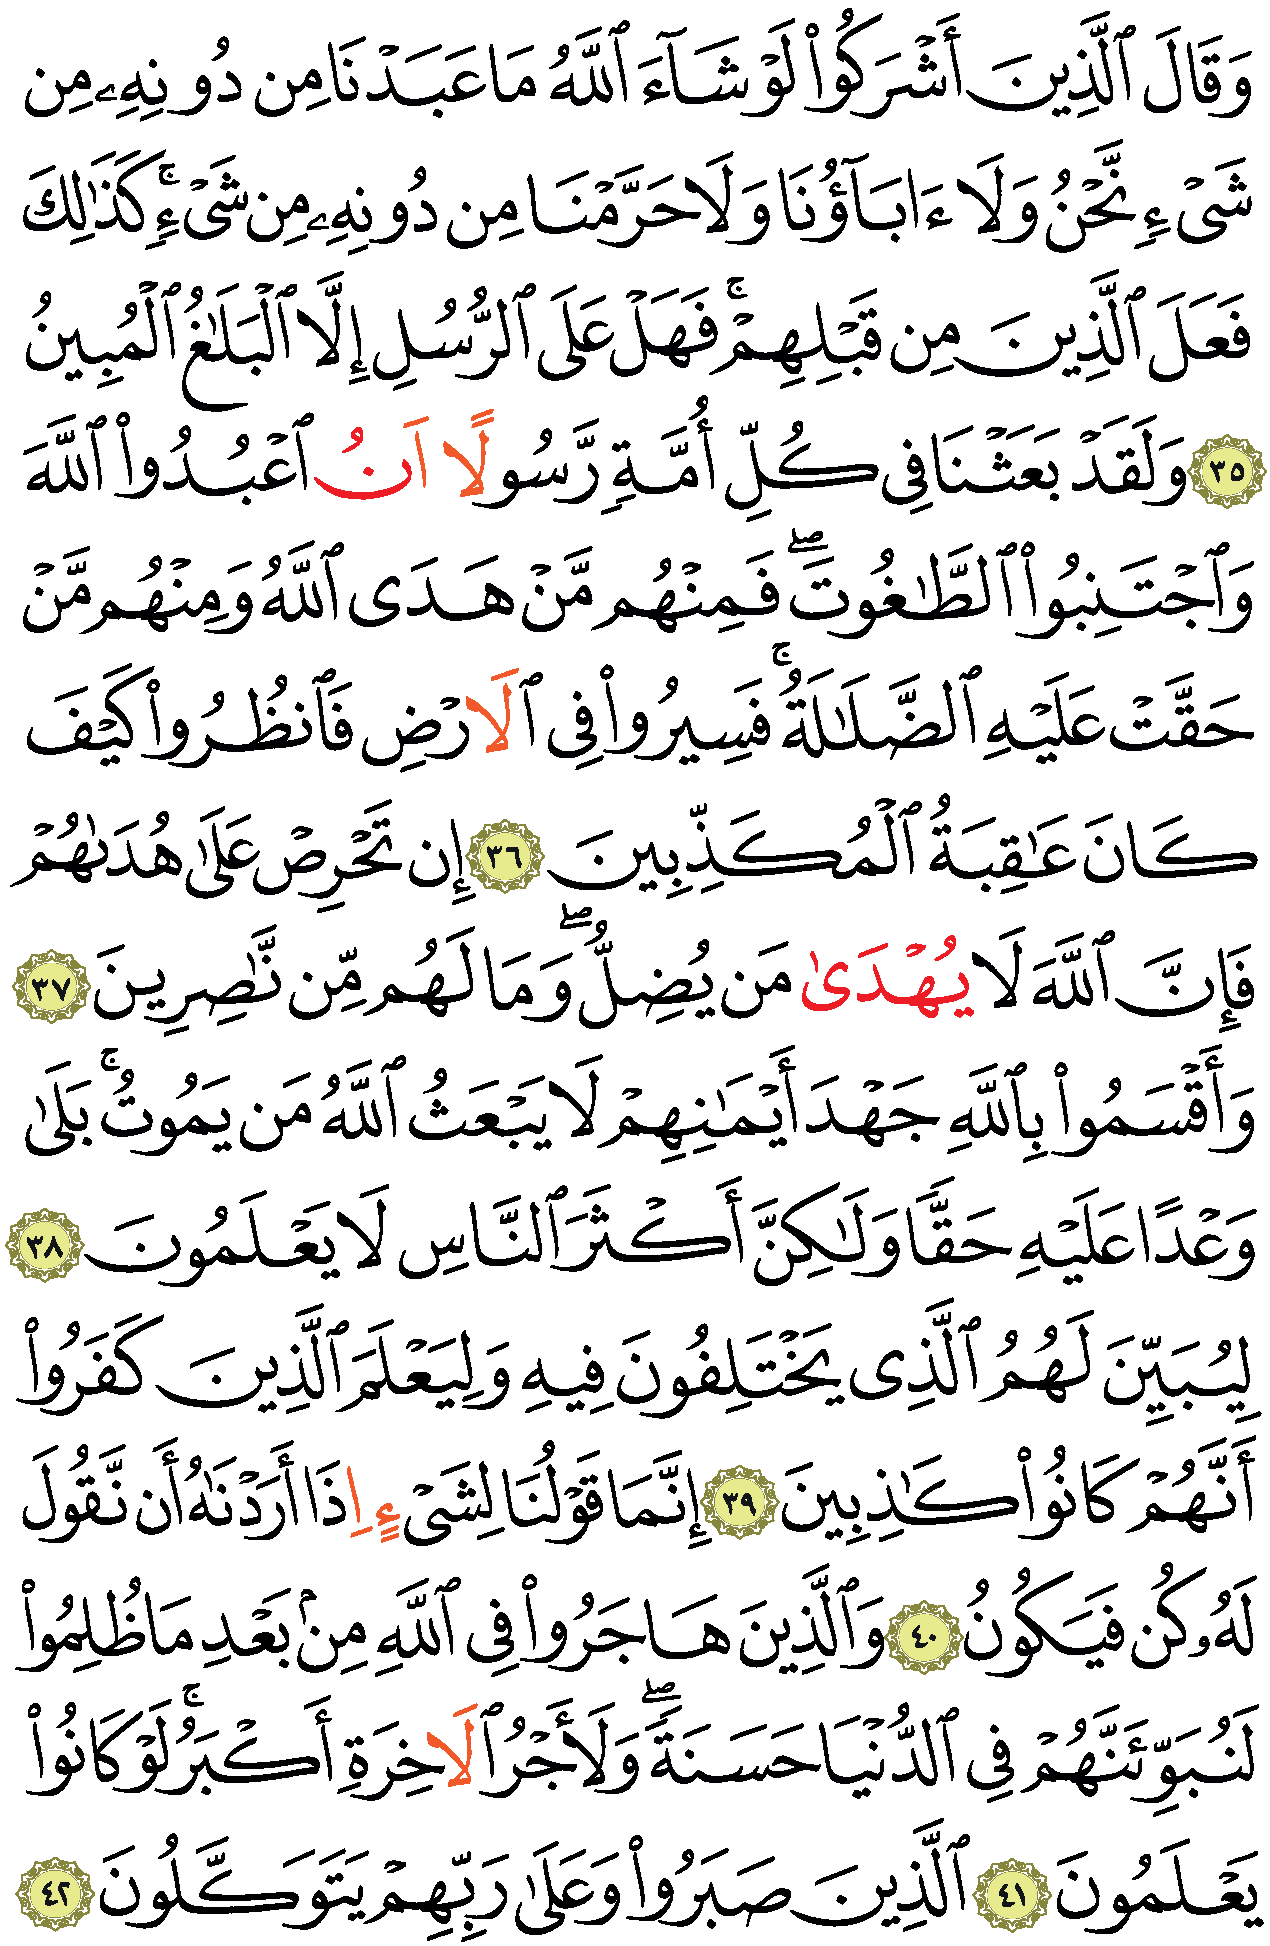 وَقَالَ ٱلَّذِينَ أَشْرَكُوا۟ لَوْ شَآءَ ٱللَّهُ مَا عَبَدْنَا مِن دُونِهِۦ مِن
شَىْءٍ نَّحْنُ وَلَا ءَابَآؤُنَا وَلَا حَرَّمْنَا مِن دُونِهِۦ مِن شَىْءٍ ۚ كَذَٰلِكَ
فَعَلَ ٱلَّذِينَ مِن قَبْلِهِمْ ۚ فَهَلْ عَلَى ٱلرُّسُلِ إِلَّا ٱلْبَلَٰغُ ٱلْمُبِينُ
٣٥ وَلَقَدْ بَعَثْنَا فِى كُلِّ أُمَّةٍ رَّسُولًا اَنُ ٱعْبُدُوا۟ ٱللَّهَ
وَٱجْتَنِبُوا۟ ٱلطَّٰغُوتَ ۖ فَمِنْهُم مَّنْ هَدَى ٱللَّهُ وَمِنْهُم مَّنْ
حَقَّتْ عَلَيْهِ ٱلضَّلَٰلَةُ ۚ فَسِيرُوا۟ فِى ٱلَارْضِ فَٱنظُرُوا۟ كَيْفَ
كَانَ عَٰقِبَةُ ٱلْمُكَذِّبِينَ ٣٦ إِن تَحْرِصْ عَلَىٰ هُدَىٰهُمْ
فَإِنَّ ٱللَّهَ لَا يُهْدَىٰ مَن يُضِلُّ ۖ وَمَا لَهُم مِّن نَّٰصِرِينَ ٣٧
وَأَقْسَمُوا۟ بِٱللَّهِ جَهْدَ أَيْمَٰنِهِمْ لَا يَبْعَثُ ٱللَّهُ مَن يَمُوتُ ۚ بَلَىٰ
وَعْدًا عَلَيْهِ حَقًّا وَلَٰكِنَّ أَكْثَرَ ٱلنَّاسِ لَا يَعْلَمُونَ ٣٨
لِيُبَيِّنَ لَهُمُ ٱلَّذِى يَخْتَلِفُونَ فِيهِ وَلِيَعْلَمَ ٱلَّذِينَ كَفَرُوا۟
أَنَّهُمْ كَانُوا۟ كَٰذِبِينَ ٣٩ إِنَّمَا قَوْلُنَا لِشَىْءٍ اِذَا أَرَدْنَٰهُ أَن نَّقُولَ
لَهُۥ كُن فَيَكُونُ ٤٠ وَٱلَّذِينَ هَاجَرُوا۟ فِى ٱللَّهِ مِنۢ بَعْدِ مَا ظُلِمُوا۟
لَنُبَوِّئَنَّهُمْ فِى ٱلدُّنْيَا حَسَنَةً ۖ وَلَأَجْرُ ٱلَاخِرَةِ أَكْبَرُ ۚ لَوْ كَانُوا۟
يَعْلَمُونَ ٤١ ٱلَّذِينَ صَبَرُوا۟ وَعَلَىٰ رَبِّهِمْ يَتَوَكَّلُونَ ٤٢